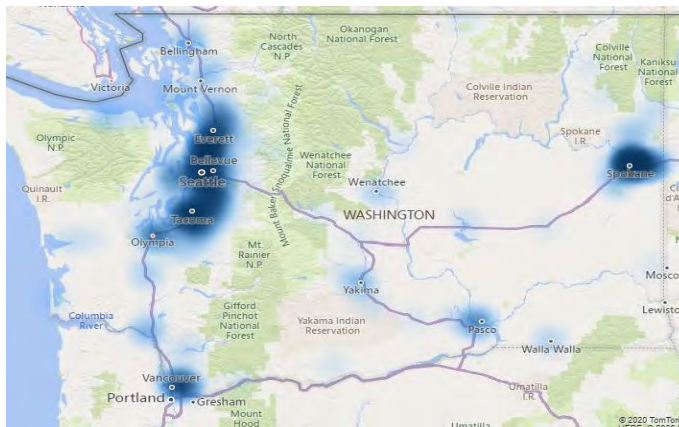 North
Cascades
N.P.
Okanogan
National Forest
Bellingham
Colville
National
Forest
Kaniksu
National
Forest
Victoria
Mount Vernon
Colville Indian
Reservation
Olympic
N.P.
Everett
Mount Baker Snoqualmie National Forest
Spokane
I.R.
Bellevue
Seattle
Wenatchee
National
Forest
Spokane
Quinault
I.R.
Wenatchee
Tacoma
WASHINGTON
Olympia
Mt.
Rainier
N.P.
Mosco
Yakima
Gifford
Pinchot
National
Forest
Lewiston
Columbia
River
Yakama Indian
Reservation
Pasco
Walla Walla
Vancouver
Portland
Gresham
Umatilla
I.R.
Mount
Hood
Umatilla
© 2020 TomTom